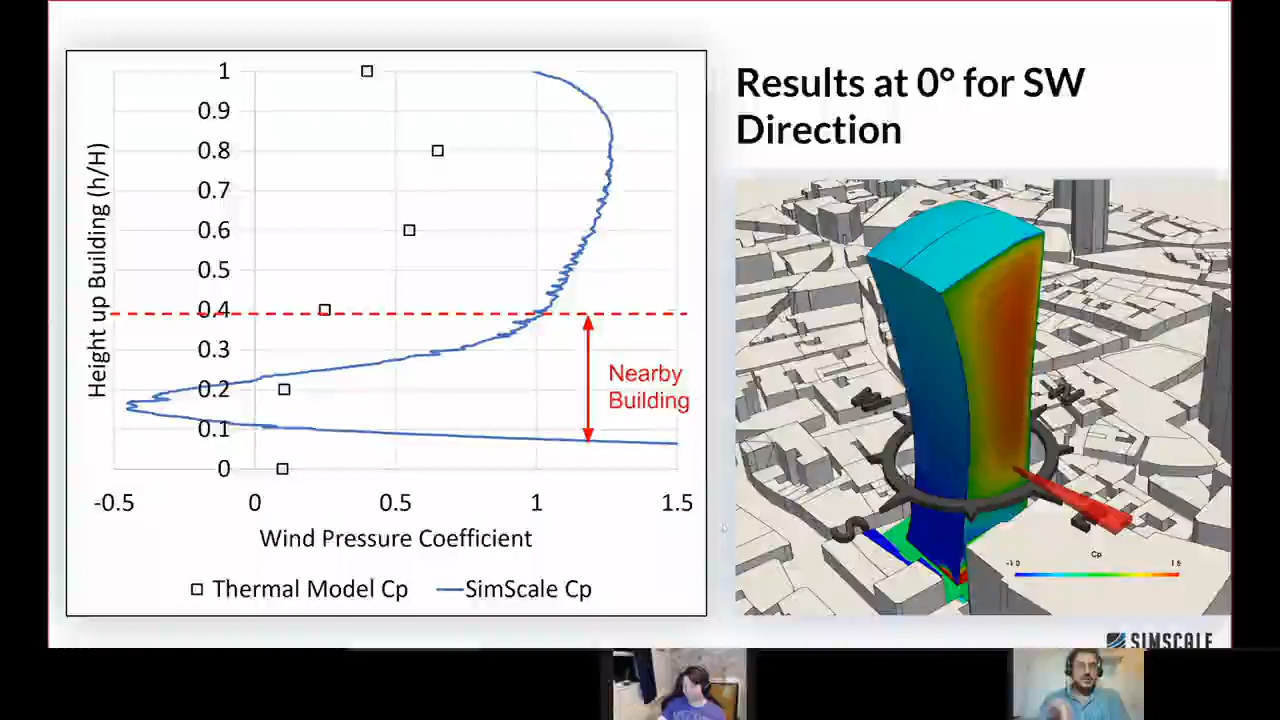 Results at 0° for SW
Direction
1
0.9
0.8
0.7
0.6
0.5
0.4
0.3
0.2
0.1
0
Height up Building (h/H)
-0.5
0
0.5
1
1.5
Wind Pressure Coefficient
Nearby
Building
Thermal Model Cp
SimScale Cp
S
Cp
SIMSCALE